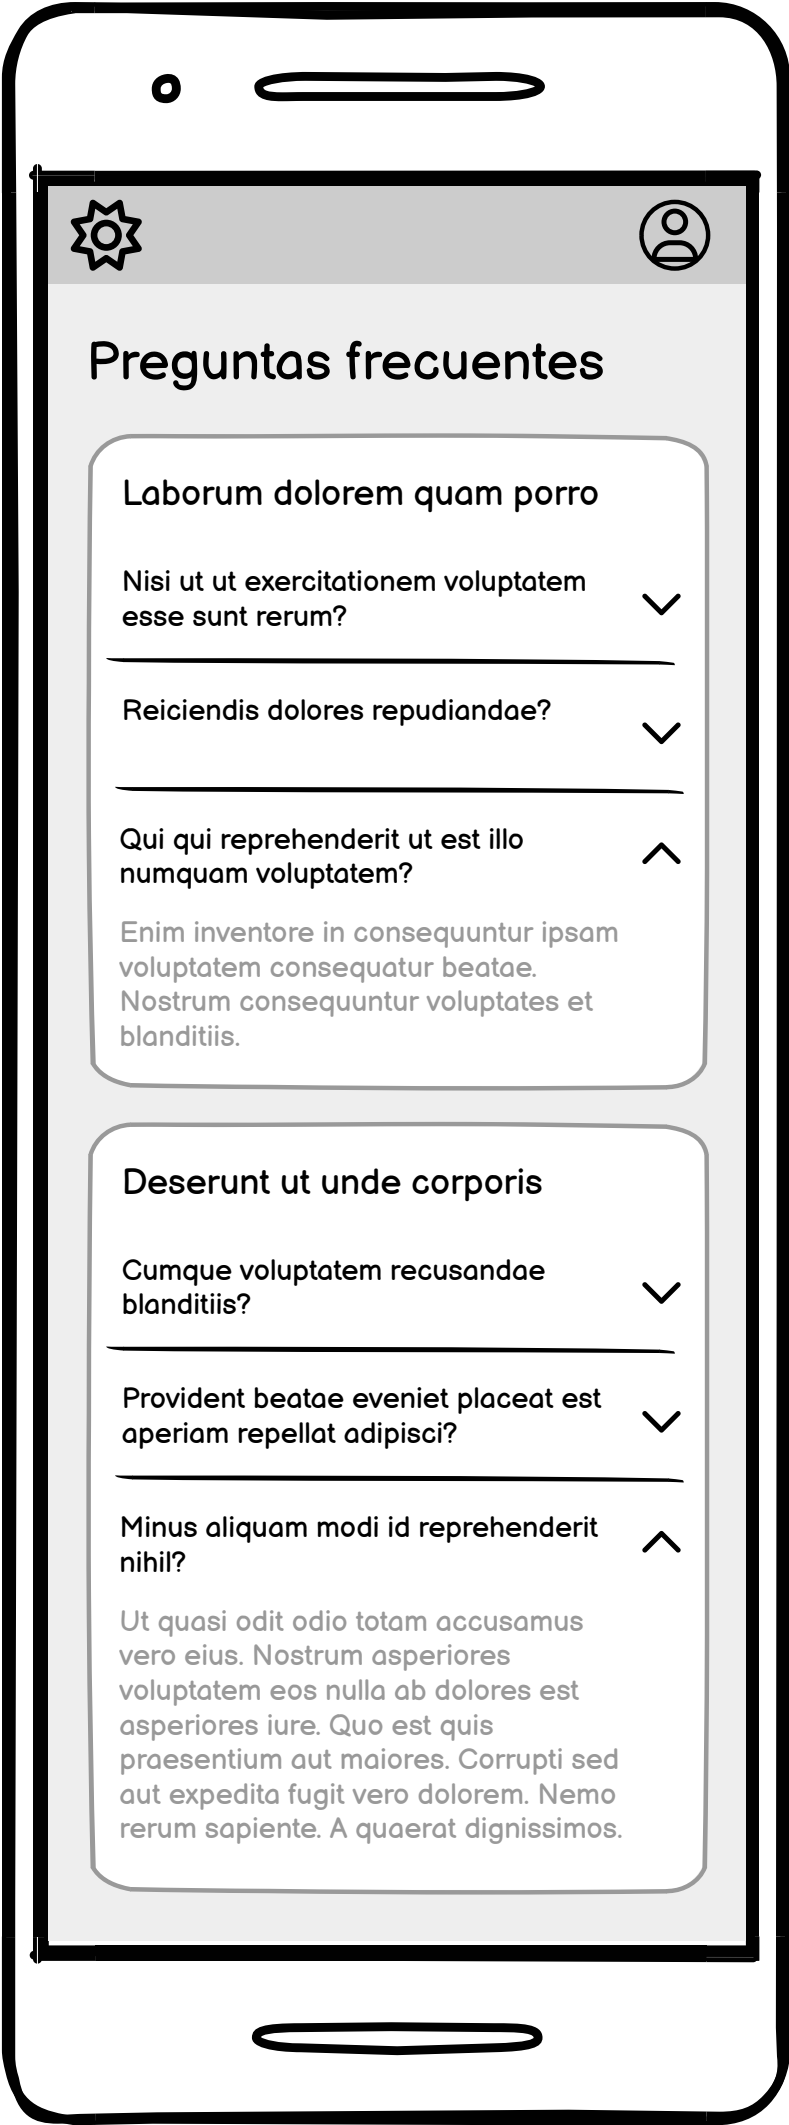 Preguntas frecuentes
Laborum dolorem quam porro
Nisi ut ut exercitationem voluptatem
esse sunt rerum?
Reiciendis dolores repudiandae?
Qui qui reprehenderit ut est illo
numquam voluptatem?
Enim inventore in consequuntur ipsam
voluptatem consequatur beatae.
Nostrum consequuntur voluptates et
blanditiis.
Deserunt ut unde corporis
Cumque voluptatem recusandae
blanditiis?
Provident beatae eveniet placeat est
aperiam repellat adipisci?
Minus aliquam modi id reprehenderit
nihil?
Ut quasi odit odio totam accusamus
vero eius. Nostrum asperiores
voluptatem eos nulla ab dolores est
asperiores iure. Quo est quis
praesentium aut maiores. Corrupti sed
aut expedita fugit vero dolorem. Nemo
rerum sapiente. A quaerat dignissimos.